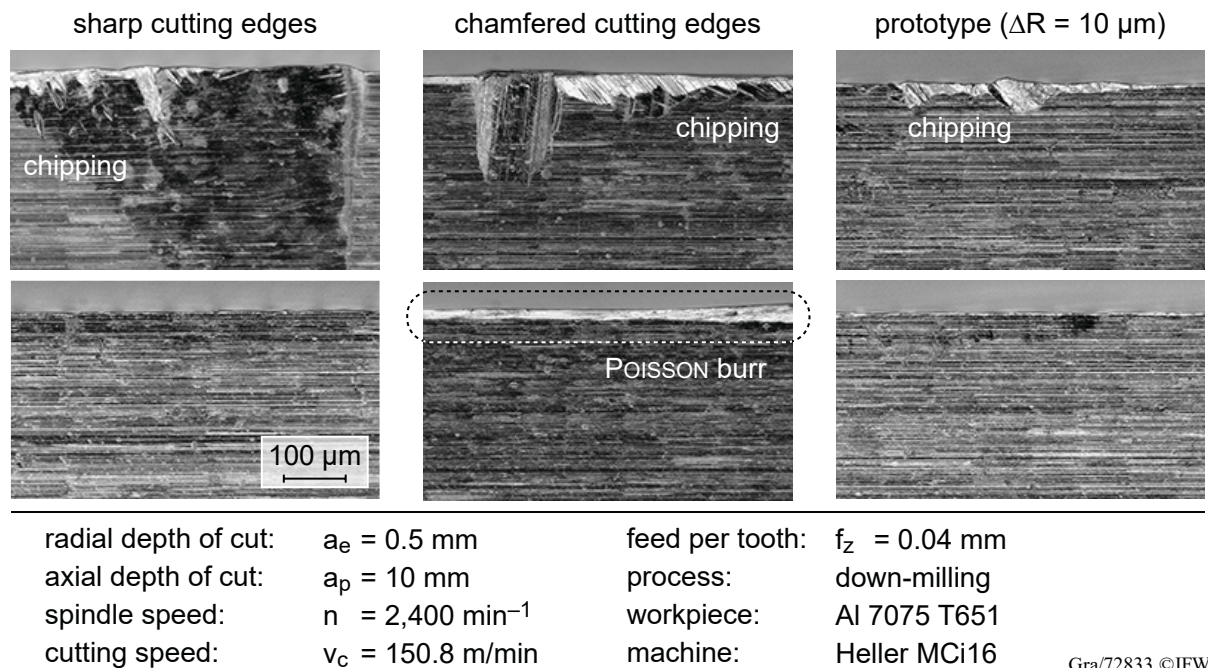 sharp cutting edges
chamfered cutting edges
prototype (ΔR = 10 μm)
chipping
chipping
chipping
POISSON burr
100 μm
radial depth of cut: aₑ = 0.5 mm
feed per tooth: f_z = 0.04 mm
axial depth of cut: aₚ = 10 mm
process: down-milling
spindle speed: n = 2,400 min⁻¹
workpiece: Al 7075 T651
cutting speed: v_c = 150.8 m/min
machine: Heller MCi16
Gra/72833 ©IFW